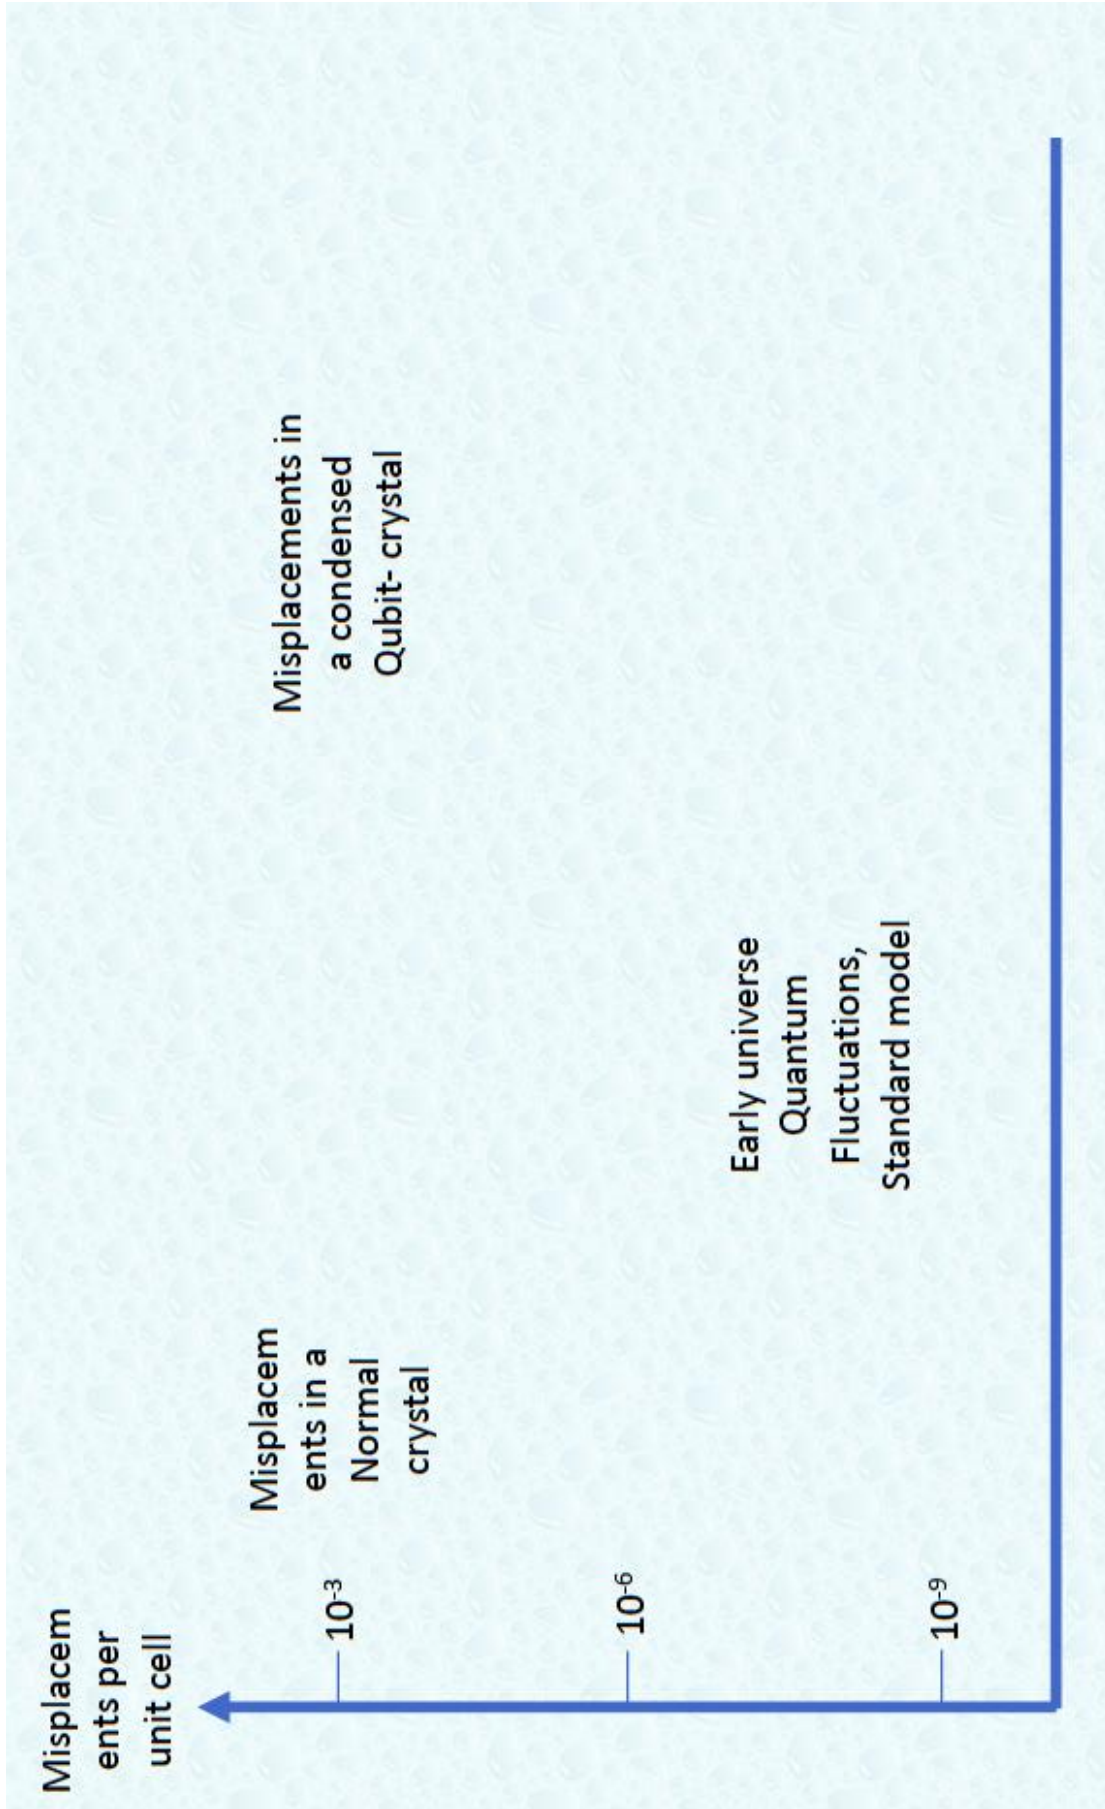 Misplacem
ents per
unit cell
10-3
10-6
10-9
Misplacem
ents in a
Normal
crystal
Early universe
Quantum
Fluctuations,
Standard model
Misplacements in
a condensed
Qubit- crystal